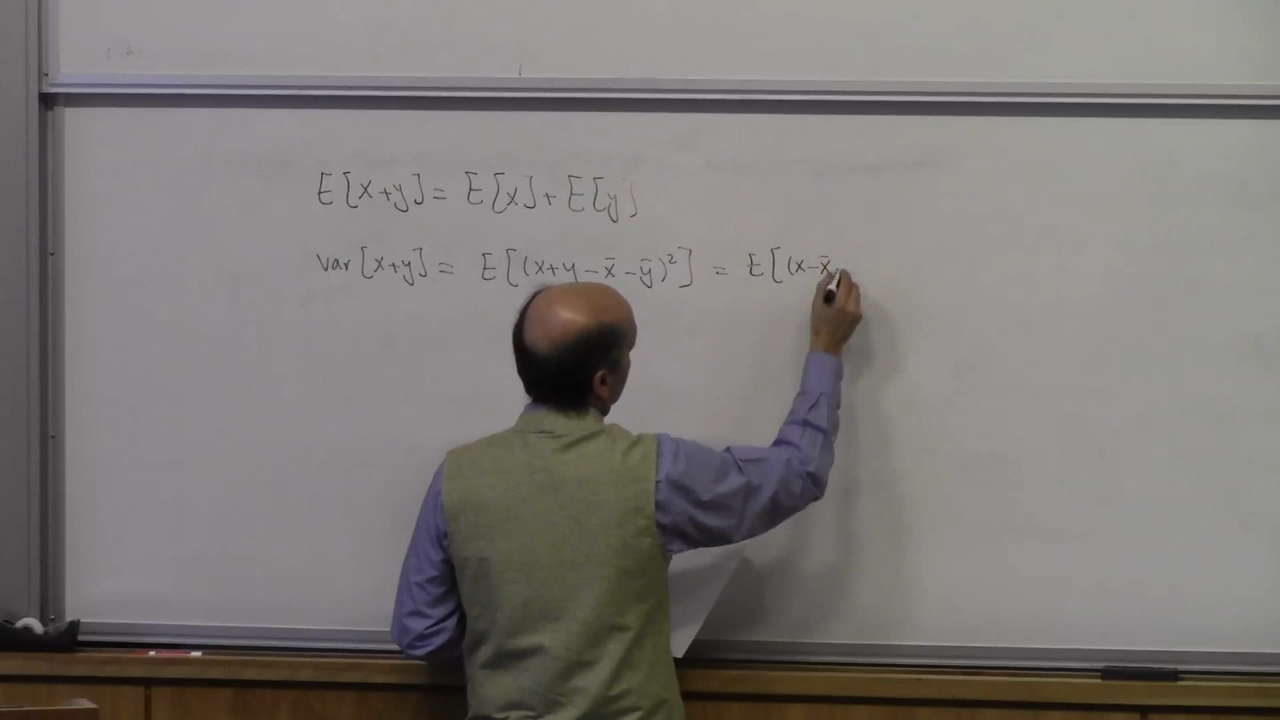 E[x+y] = E[x] + E[y]
var[x+y] = E[(x+y-x̄-ȳ)²] = E[(x-x̄